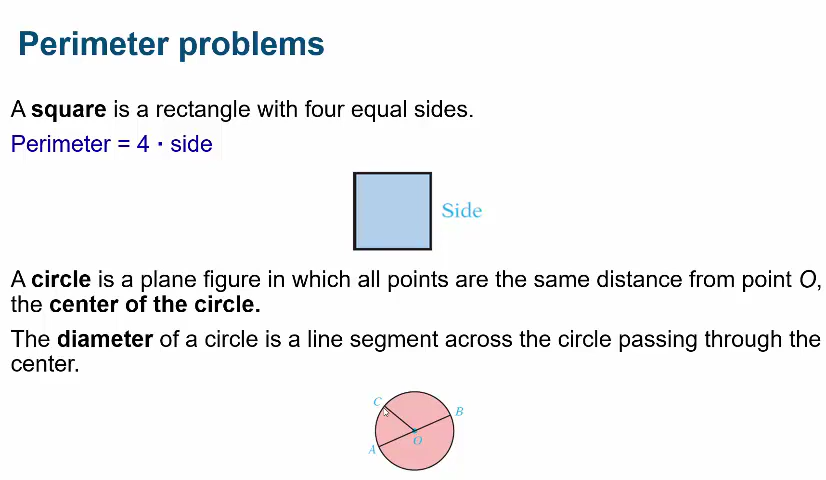 Perimeter problems
A square is a rectangle with four equal sides.
Perimeter = 4 · side
Side
A circle is a plane figure in which all points are the same distance from point O,
the center of the circle.
The diameter of a circle is a line segment across the circle passing through the
center.
C
B
O
A